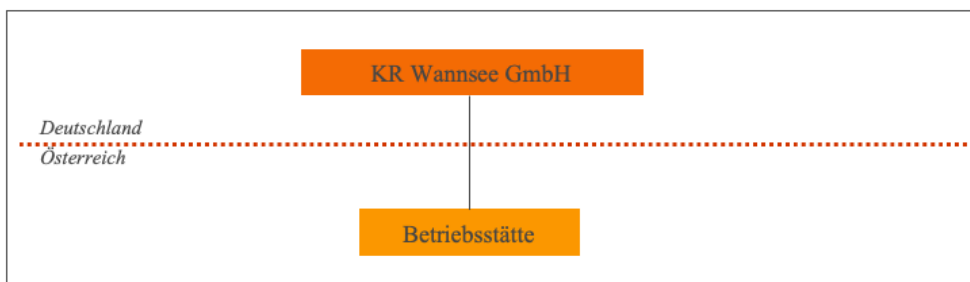 KR Wannsee GmbH
Deutschland
Österreich
Betriebsstätte